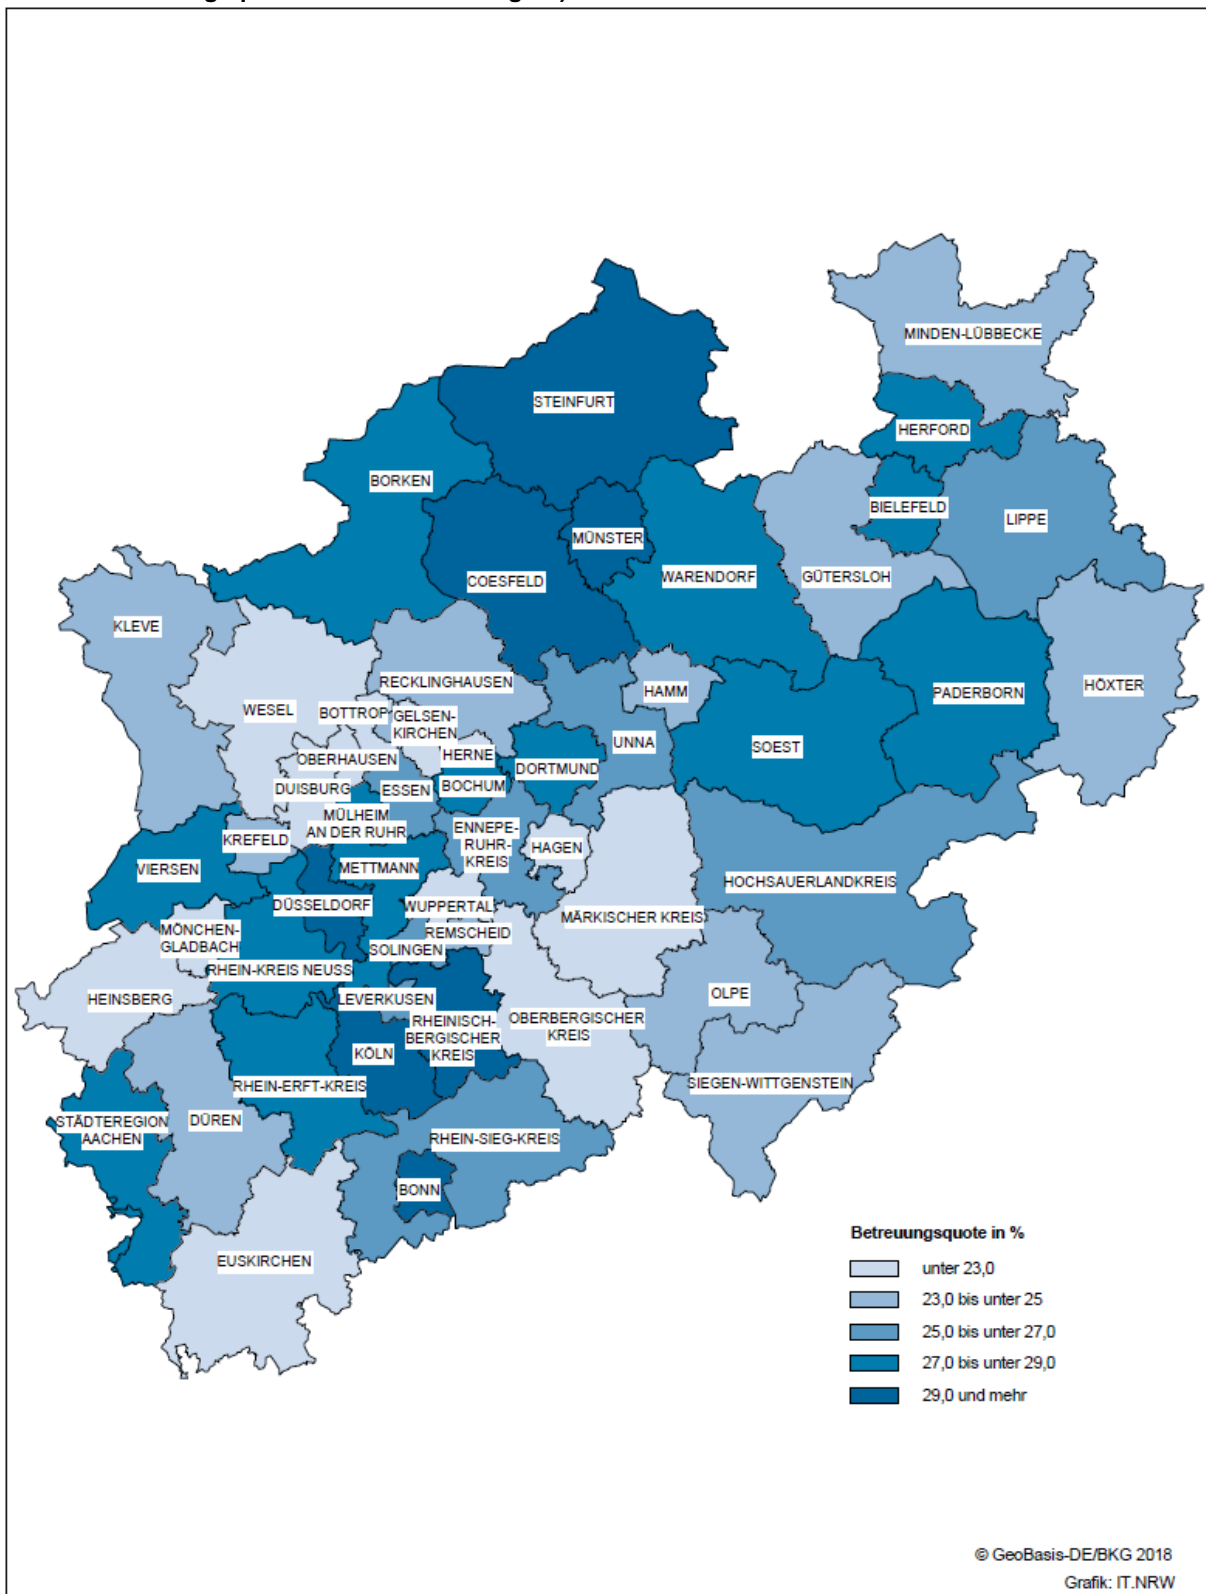 MINDEN-LÜBBECKE
STEINFURT
HERFORD
BORKEN
BIELEFELD
LIPPE
MÜNSTER
COESFELD
WARENDORF
GÜTERSLOH
KLEVE
RECKLINGHAUSEN
HAMM
HÖXTER
PADERBORN
WESEL
BOTTROP
GELSEN-
KIRCHEN
UNNA
SOEST
OBERHAUSEN
HERNE
DORTMUND
DUISBURG
ESSEN
BOCHUM
MÜLHEIM
AN DER RUHR
ENNEPE-
RUHR-
KREIS
KREFELD
HAGEN
VIERSEN
METTMANN
HOCHSAUERLANDKREIS
DÜSSELDORF
WUPPERTAL
MÄRKISCHER KREIS
MÖNCHEN-
GLADBACH
REMSCHEID
SOLINGEN
RHEIN-KREIS NEUSS
HEINSBERG
LEVERKUSEN
OLPE
RHEINISCH-
BERGISCHER
KREIS
OBERBERGISCHER
KREIS
KÖLN
RHEIN-ERFT-KREIS
SIEGEN-WITTGENSTEIN
STÄDTEREGION
AACHEN
DÜREN
RHEIN-SIEG-KREIS
BONN
EUSKIRCHEN
Betreuungsquote in %
unter 23,0
23,0 bis unter 25
25,0 bis unter 27,0
27,0 bis unter 29,0
29,0 und mehr
© GeoBasis-DE/BKG 2018
Grafik: IT.NRW